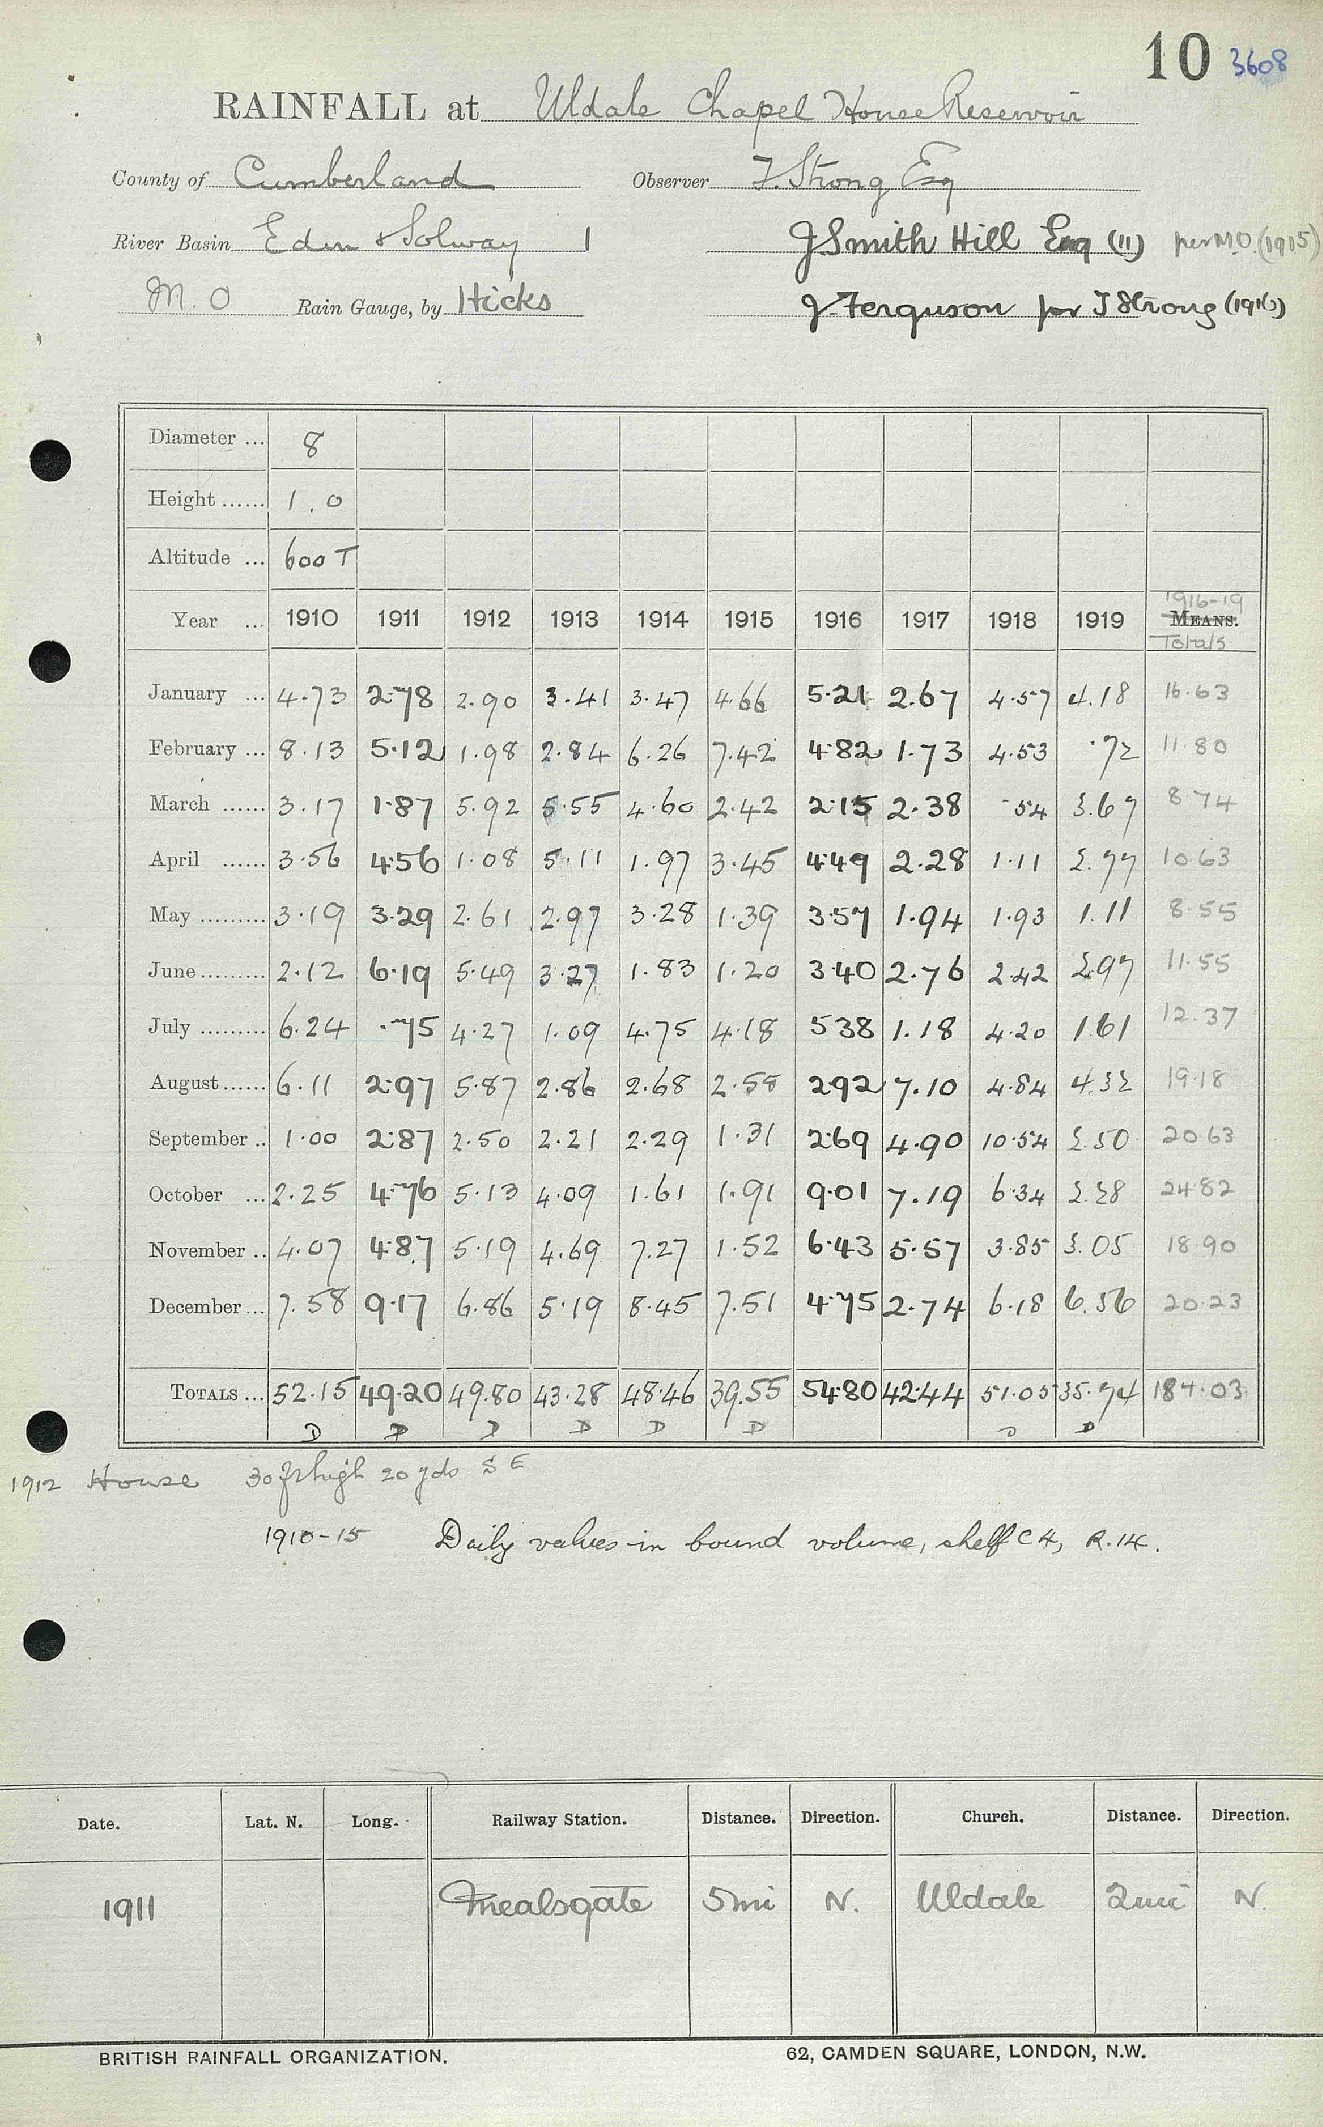 10 3608
RAINFALL at Uldale Chapel House Reservoir
County of Cumberland Observer F. Strong Esq
River Basin Eden & Solway 1 J Smith Hill Esq (11) per M.O. (1915)
M.O Rain Gauge, by Hicks J. Ferguson for J Strong (1916)
Diameter ... 8
Height ...... 1.0
Altitude ... 600 T
1916-19
Year ... 1910 1911 1912 1913 1914 1915 1916 1917 1918 1919 MEANS.
Totals
January ... 4.73 2.78 2.90 3.41 3.47 4.66 5.21 2.67 4.57 4.18 16.63
February ... 8.13 5.12 1.98 2.84 6.26 7.42 4.82 1.73 4.53 .72 11.80
March ...... 3.17 1.87 5.92 5.55 4.60 2.42 2.15 2.38 .54 3.67 8.74
April ...... 3.56 4.56 1.08 5.11 1.97 3.45 4.49 2.28 1.11 2.77 10.63
May ......... 3.19 3.29 2.61 2.97 3.28 1.39 3.57 1.94 1.93 1.11 8.55
June ......... 2.12 6.19 5.49 3.27 1.83 1.20 3.40 2.76 2.42 2.97 11.55
July ......... 6.24 .75 4.27 1.09 4.75 4.18 5.38 1.18 4.20 1.61 12.37
August ...... 6.11 2.97 5.87 2.86 2.68 2.58 2.92 7.10 4.84 4.32 19.18
September .. 1.00 2.87 2.50 2.21 2.29 1.31 2.69 4.90 10.54 2.50 20.63
October ... 2.25 4.76 5.13 4.09 1.61 1.91 9.01 7.19 6.34 2.28 24.82
November .. 4.07 4.87 5.19 4.69 7.27 1.52 6.43 5.57 3.85 3.05 18.90
December ... 7.58 9.17 6.86 5.19 8.45 7.51 4.75 2.74 6.18 6.56 20.23
TOTALS ... 52.15 49.20 49.80 43.28 48.46 39.55 54.80 42.44 51.05 35.74 184.03
D D D D D D D D
1912 House 30 ft high 20 yds S E
1910-15 Daily values in bound volume, shelf C4, R.14.
Date. Lat. N. Long. Railway Station. Distance. Direction. Church. Distance. Direction.
1911 Mealsgate 5 mi N. Uldale 2 mi N.
BRITISH RAINFALL ORGANIZATION. 62, CAMDEN SQUARE, LONDON, N.W.